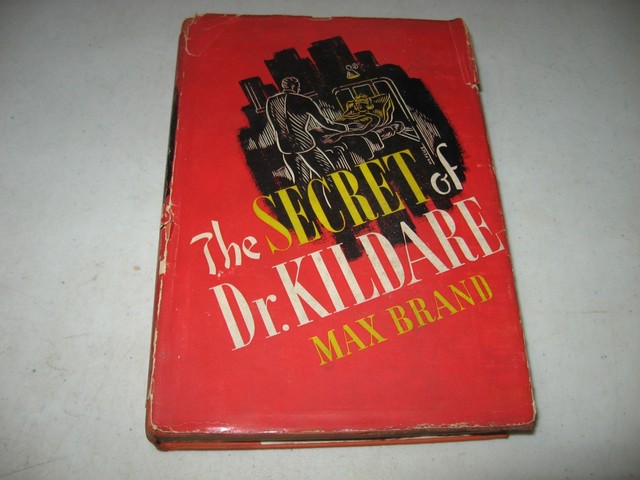 The SECRET of
Dr. KILDARE
MAX BRAND